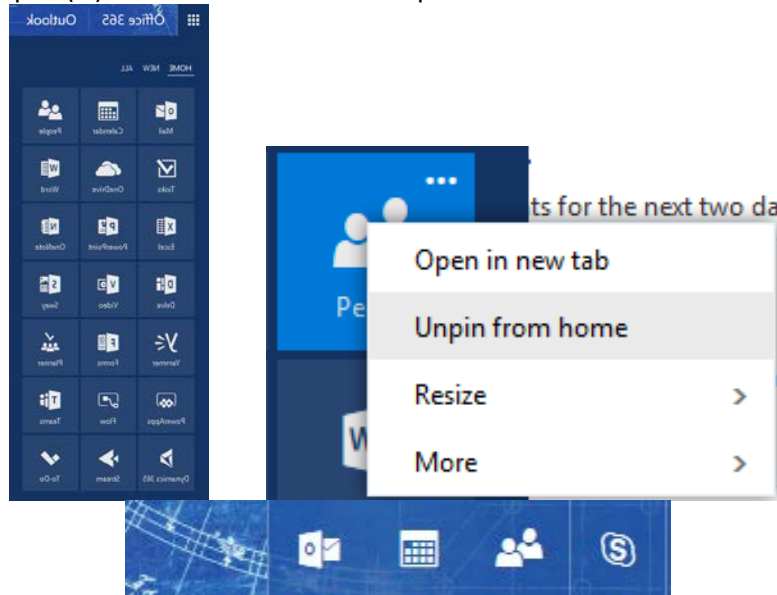 Office 365 Outlook
HOME NEW ALL
Mail Calendar People
Tasks OneDrive Word
Excel PowerPoint OneNote
Delve Video Sway
Yammer Forms Planner
PowerApps Flow Teams
Dynamics 365 Stream To-Do
ts for the next two da
Pe
Open in new tab
Unpin from home
Resize
More